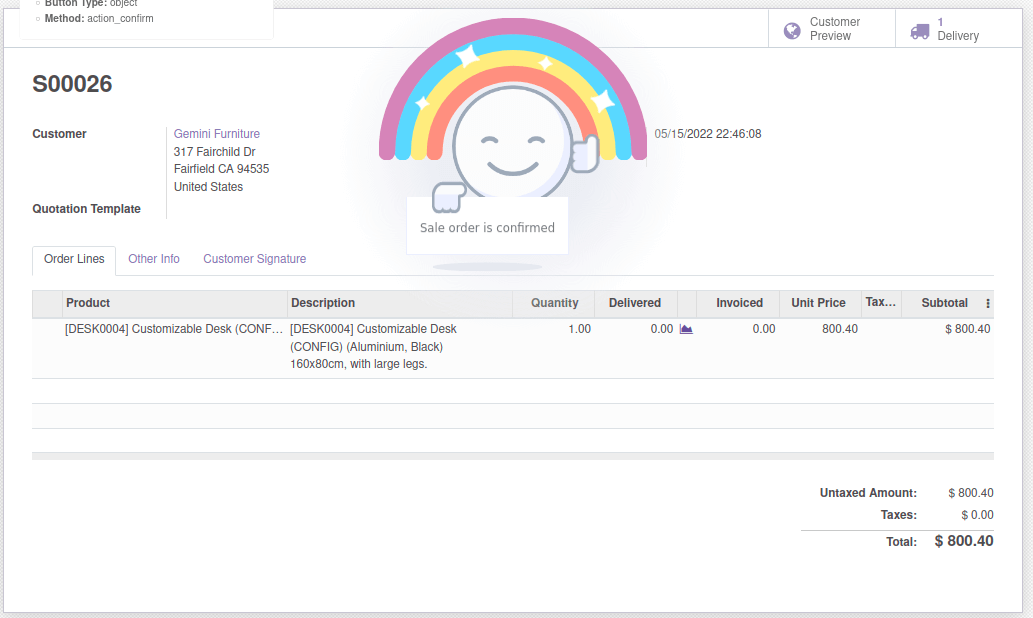 Button Type: object
Method: action_confirm
Customer Preview
1 Delivery
S00026
Customer
Gemini Furniture
317 Fairchild Dr
Fairfield CA 94535
United States
05/15/2022 22:46:08
Quotation Template
Sale order is confirmed
Order Lines Other Info Customer Signature
Product Description Quantity Delivered Invoiced Unit Price Tax... Subtotal
[DESK0004] Customizable Desk (CONF... [DESK0004] Customizable Desk 1.00 0.00 0.00 800.40 $ 800.40
(CONFIG) (Aluminium, Black)
160x80cm, with large legs.
Untaxed Amount: $ 800.40
Taxes: $ 0.00
Total: $ 800.40